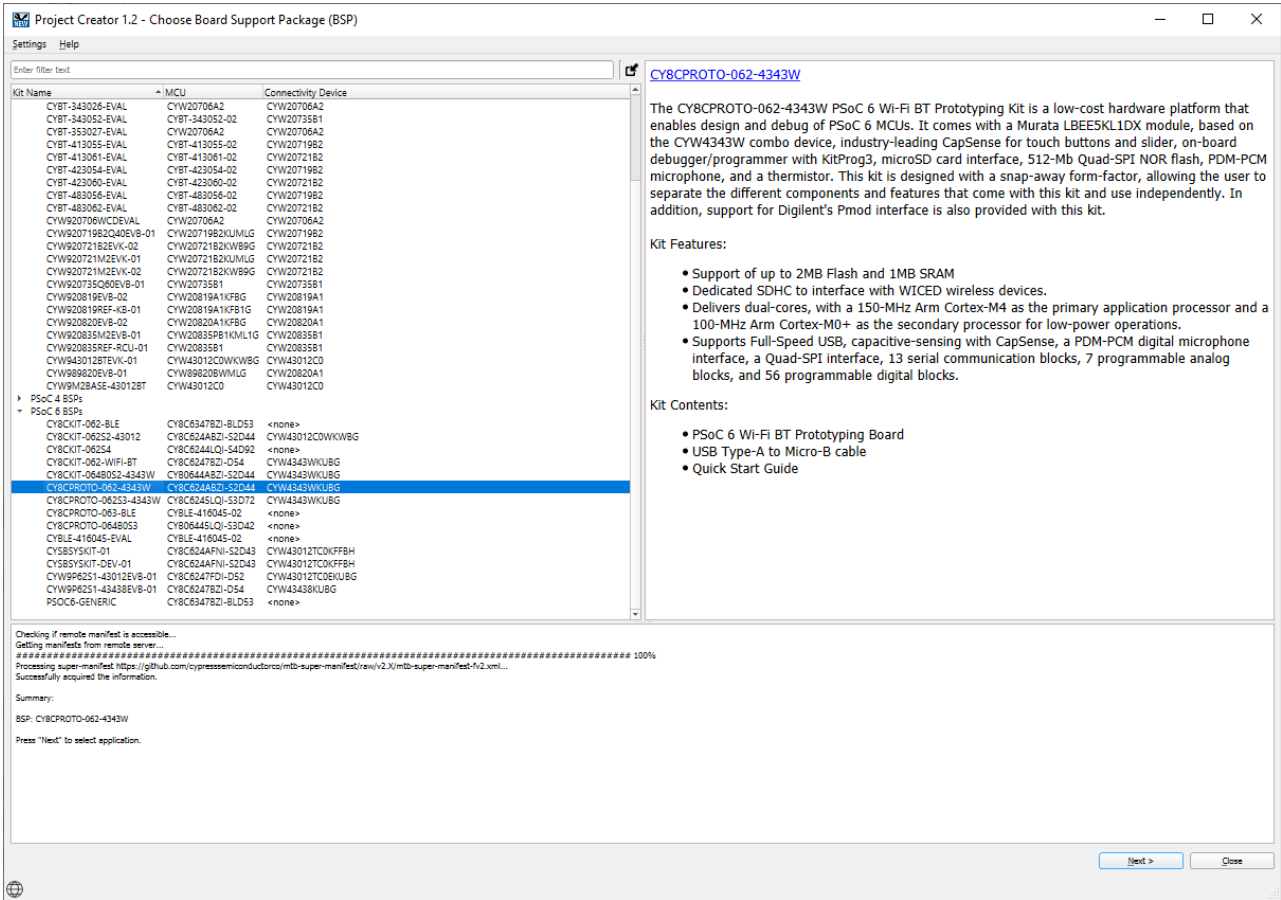 Project Creator 1.2 - Choose Board Support Package (BSP)
Settings Help
Enter filter text
Kit Name MCU Connectivity Device
CYBT-343026-EVAL CYW20706A2 CYW20706A2
CYBT-343052-EVAL CYBT-343052-02 CYW20735B1
CYBT-353027-EVAL CYW20706A2 CYW20706A2
CYBT-413055-EVAL CYBT-413055-02 CYW20719B2
CYBT-413061-EVAL CYBT-413061-02 CYW20721B2
CYBT-423054-EVAL CYBT-423054-02 CYW20719B2
CYBT-423060-EVAL CYBT-423060-02 CYW20721B2
CYBT-483056-EVAL CYBT-483056-02 CYW20719B2
CYBT-483062-EVAL CYBT-483062-02 CYW20721B2
CYW920706WCDEVAL CYW20706A2 CYW20706A2
CYW920719B2Q40EVB-01 CYW20719B2KUMLG CYW20719B2
CYW920721B2EVK-02 CYW20721B2KWB9G CYW20721B2
CYW920721M2EVK-01 CYW20721B2KUMLG CYW20721B2
CYW920721M2EVK-02 CYW20721B2KWB9G CYW20721B2
CYW920735Q60EVB-01 CYW20735B1 CYW20735B1
CYW920819EVB-02 CYW20819A1KFBG CYW20819A1
CYW920819REF-KB-01 CYW20819A1KFB1G CYW20819A1
CYW920820EVB-02 CYW20820A1KFBG CYW20820A1
CYW920835M2EVB-01 CYW20835PB1KML1G CYW20835B1
CYW920835REF-RCU-01 CYW20835B1 CYW20835B1
CYW943012BTEVK-01 CYW43012C0WKWBG CYW43012C0
CYW989820EVB-01 CYW89820BWMLG CYW20820A1
CYW9M2BASE-43012BT CYW43012C0 CYW43012C0
PSoC 4 BSPs
PSoC 6 BSPs
CY8CKIT-062-BLE CY8C6347BZI-BLD53 <none>
CY8CKIT-062S2-43012 CY8C624ABZI-S2D44 CYW43012C0WKWBG
CY8CKIT-062S4 CY8C6244LQI-S4D92 <none>
CY8CKIT-062-WIFI-BT CY8C6247BZI-D54 CYW4343WKUBG
CY8CKIT-064B0S2-4343W CYB0644ABZI-S2D44 CYW4343WKUBG
CY8CPROTO-062-4343W CY8C624ABZI-S2D44 CYW4343WKUBG
CY8CPROTO-062S3-4343W CY8C6245LQI-S3D72 CYW4343WKUBG
CY8CPROTO-063-BLE CYBLE-416045-02 <none>
CY8CPROTO-064B0S3 CYB06445LQI-S3D42 <none>
CYBLE-416045-EVAL CYBLE-416045-02 <none>
CYSBSYSKIT-01 CY8C624AFNI-S2D43 CYW43012TC0KFFBH
CYSBSYSKIT-DEV-01 CY8C624AFNI-S2D43 CYW43012TC0KFFBH
CYW9P62S1-43012EVB-01 CY8C6247FDI-D52 CYW43012TC0EKUBG
CYW9P62S1-43438EVB-01 CY8C6247BZI-D54 CYW43438KUBG
PSOC6-GENERIC CY8C6347BZI-BLD53 <none>
CY8CPROTO-062-4343W
The CY8CPROTO-062-4343W PSoC 6 Wi-Fi BT Prototyping Kit is a low-cost hardware platform that
enables design and debug of PSoC 6 MCUs. It comes with a Murata LBEE5KL1DX module, based on
the CYW4343W combo device, industry-leading CapSense for touch buttons and slider, on-board
debugger/programmer with KitProg3, microSD card interface, 512-Mb Quad-SPI NOR flash, PDM-PCM
microphone, and a thermistor. This kit is designed with a snap-away form-factor, allowing the user to
separate the different components and features that come with this kit and use independently. In
addition, support for Digilent's Pmod interface is also provided with this kit.
Kit Features:
• Support of up to 2MB Flash and 1MB SRAM
• Dedicated SDHC to interface with WICED wireless devices.
• Delivers dual-cores, with a 150-MHz Arm Cortex-M4 as the primary application processor and a
100-MHz Arm Cortex-M0+ as the secondary processor for low-power operations.
• Supports Full-Speed USB, capacitive-sensing with CapSense, a PDM-PCM digital microphone
interface, a Quad-SPI interface, 13 serial communication blocks, 7 programmable analog
blocks, and 56 programmable digital blocks.
Kit Contents:
• PSoC 6 Wi-Fi BT Prototyping Board
• USB Type-A to Micro-B cable
• Quick Start Guide
Checking if remote manifest is accessible...
Getting manifests from remote server...
#################################################################################################### 100%
Processing super-manifest https://github.com/cypresssemiconductorco/mtb-super-manifest/raw/v2.X/mtb-super-manifest-fv2.xml...
Successfully acquired the information.
Summary:
BSP: CY8CPROTO-062-4343W
Press "Next" to select application.
Next > Close